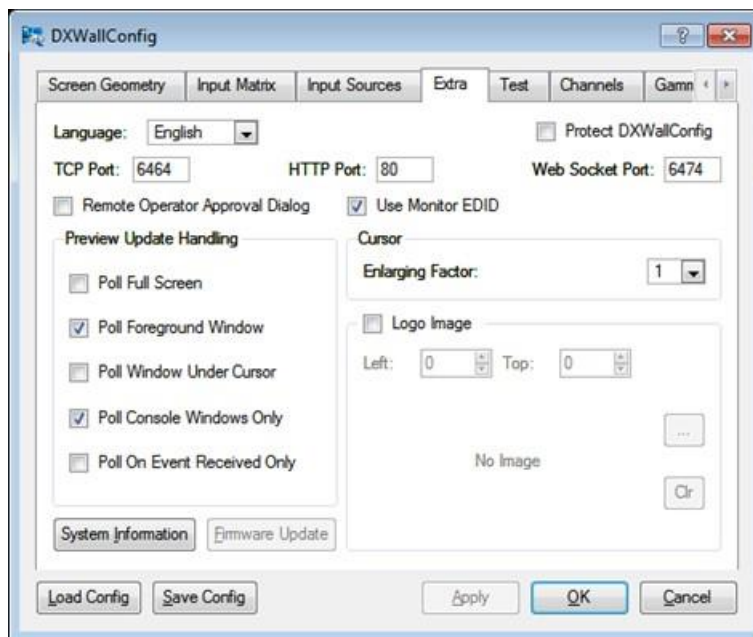 DXWallConfig
Screen Geometry Input Matrix Input Sources Extra Test Channels Gamm
Language: English Protect DXWallConfig
TCP Port: 6464 HTTP Port: 80 Web Socket Port: 6474
Remote Operator Approval Dialog Use Monitor EDID
Preview Update Handling
Poll Full Screen
Poll Foreground Window
Poll Window Under Cursor
Poll Console Windows Only
Poll On Event Received Only
Cursor
Enlarging Factor: 1
Logo Image
Left: 0 Top: 0
...
No Image
Clr
System Information Firmware Update
Load Config Save Config Apply OK Cancel